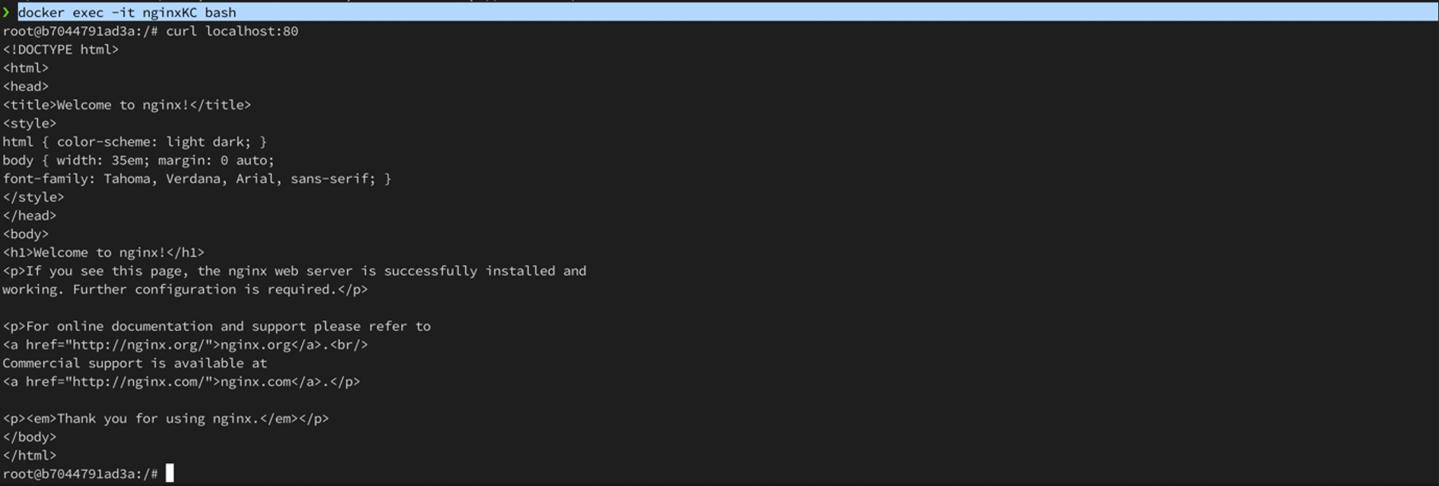 ❯ docker exec -it nginxKC bash
root@b7044791ad3a:/# curl localhost:80
<!DOCTYPE html>
<html>
<head>
<title>Welcome to nginx!</title>
<style>
html { color-scheme: light dark; }
body { width: 35em; margin: 0 auto;
font-family: Tahoma, Verdana, Arial, sans-serif; }
</style>
</head>
<body>
<h1>Welcome to nginx!</h1>
<p>If you see this page, the nginx web server is successfully installed and
working. Further configuration is required.</p>

<p>For online documentation and support please refer to
<a href="http://nginx.org/">nginx.org</a>.<br/>
Commercial support is available at
<a href="http://nginx.com/">nginx.com</a>.</p>

<p><em>Thank you for using nginx.</em></p>
</body>
</html>
root@b7044791ad3a:/#